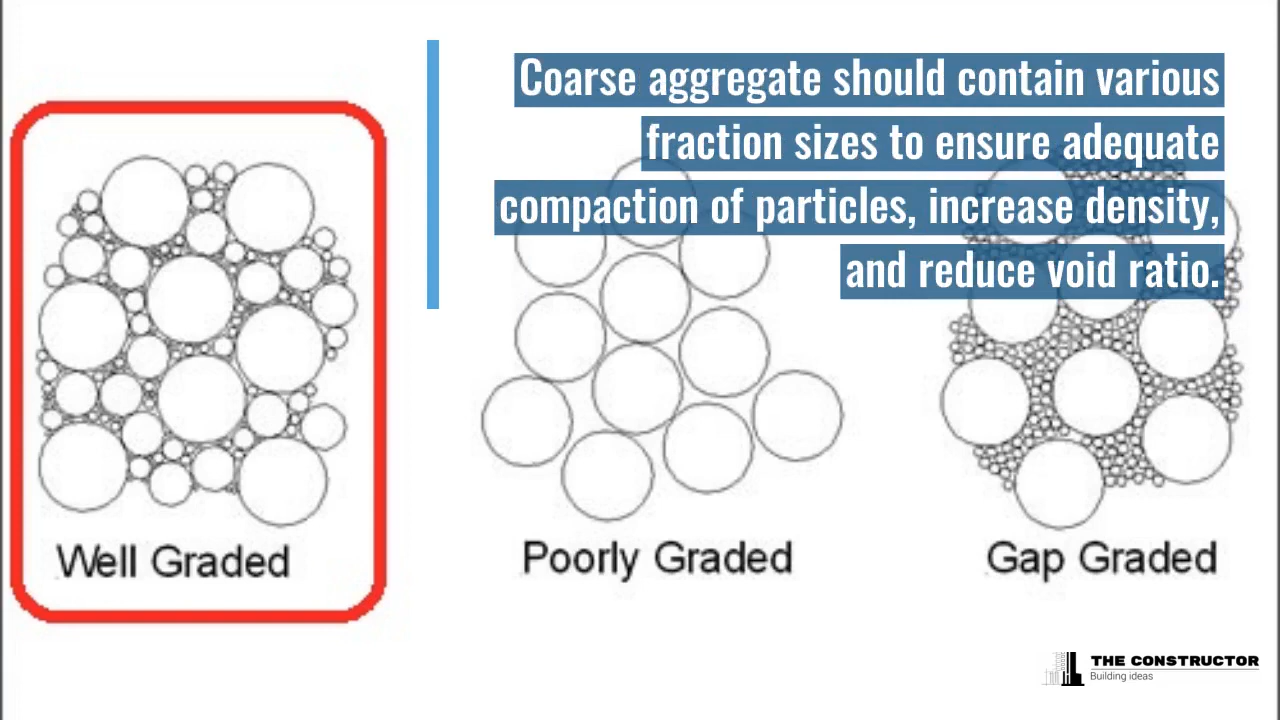 Coarse aggregate should contain various
fraction sizes to ensure adequate
compaction of particles, increase density,
and reduce void ratio.
Well Graded
Poorly Graded
Gap Graded
THE CONSTRUCTOR
Building ideas